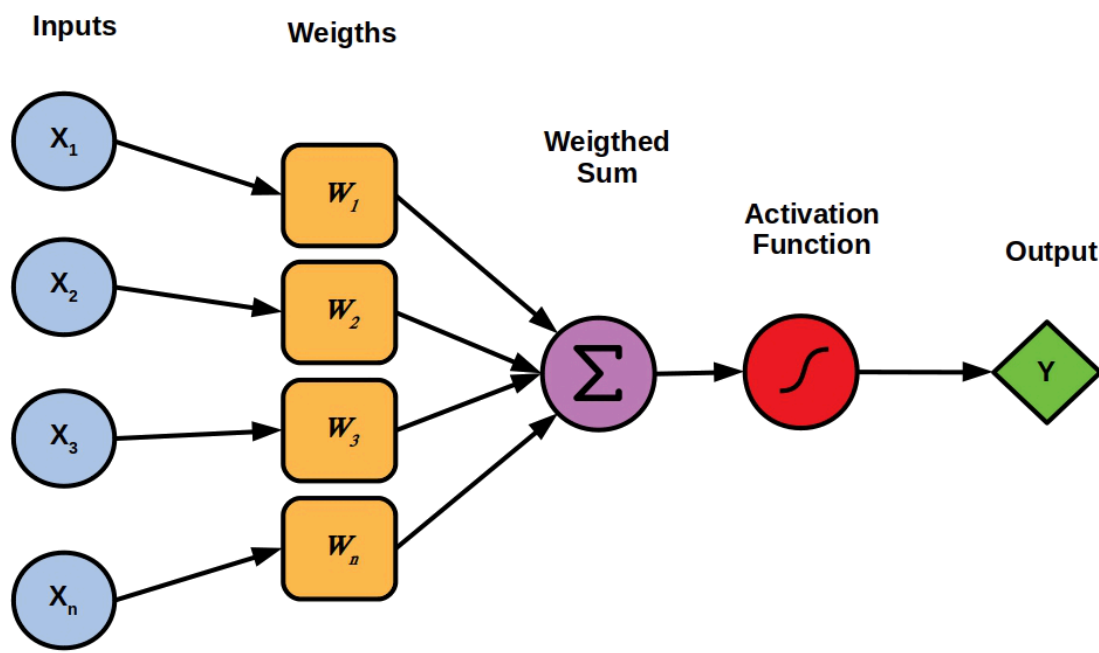 Inputs
Weigths
Weigthed
Sum
Activation
Function
Output
X₁
W₁
X₂
W₂
X₃
W₃
Xₙ
Wₙ
Σ
Y